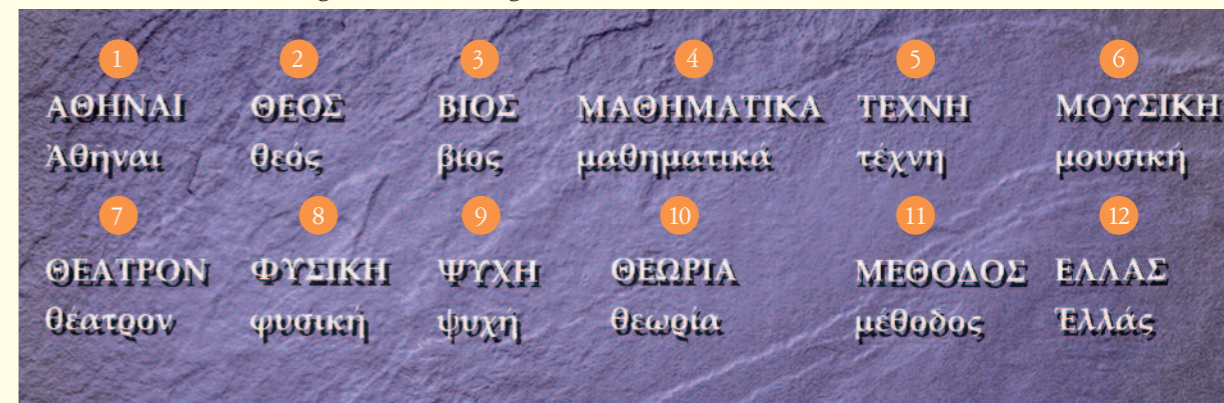 1 2 3 4 5 6
ΑΘΗΝΑΙ ΘΕΟΣ ΒΙΟΣ ΜΑΘΗΜΑΤΙΚΑ ΤΕΧΝΗ ΜΟΥΣΙΚΗ
Ἀθῆναι θεός βίος μαθηματικά τέχνη μουσική
7 8 9 10 11 12
ΘΕΑΤΡΟΝ ΦΥΣΙΚΗ ΨΥΧΗ ΘΕΩΡΙΑ ΜΕΘΟΔΟΣ ΕΛΛΑΣ
θέατρον φυσική ψυχή θεωρία μέθοδος Ἑλλάς